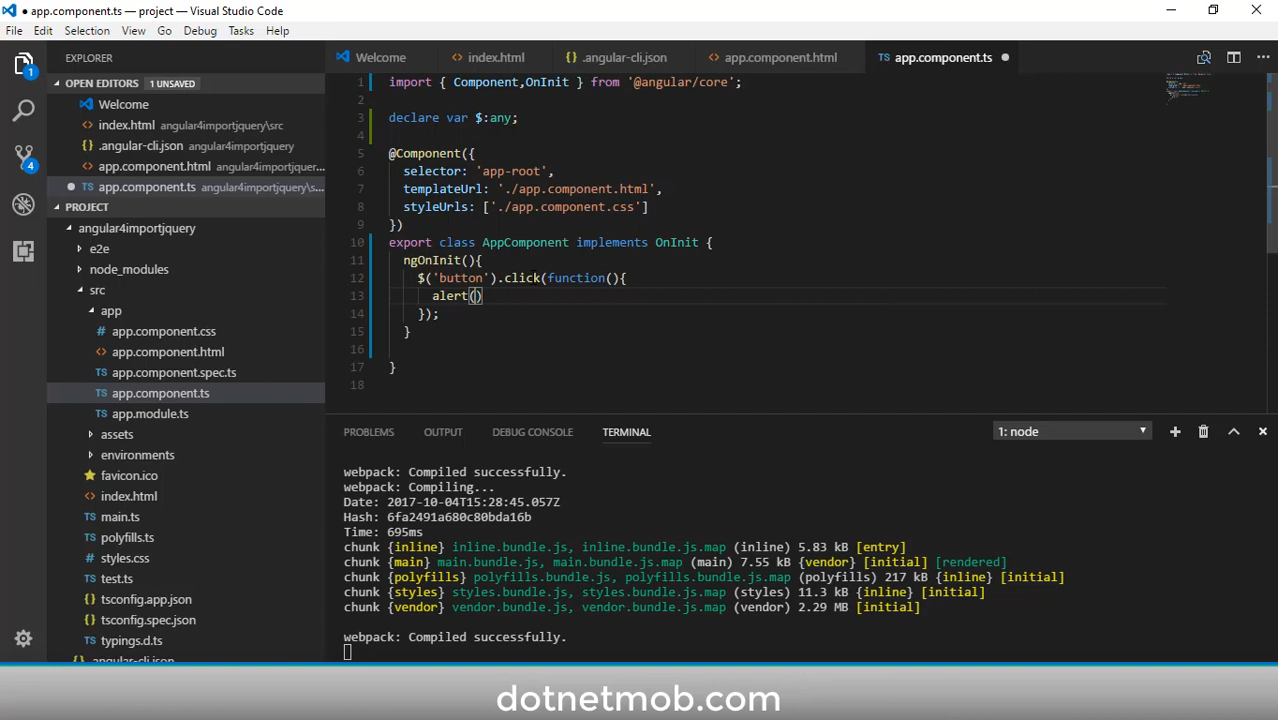 app.component.ts — project — Visual Studio Code
File Edit Selection View Go Debug Tasks Help
EXPLORER
OPEN EDITORS 1 UNSAVED
Welcome
index.html angular4importjquery\src
{} .angular-cli.json angular4importjquery
app.component.html angular4importjquer...
TS app.component.ts angular4importjquery\s...
PROJECT
angular4importjquery
e2e
node_modules
src
app
# app.component.css
<> app.component.html
TS app.component.spec.ts
TS app.component.ts
TS app.module.ts
assets
environments
favicon.ico
<> index.html
TS main.ts
TS polyfills.ts
# styles.css
TS test.ts
{} tsconfig.app.json
{} tsconfig.spec.json
TS typings.d.ts
angular-cli.json
1
4
Welcome <> index.html {} .angular-cli.json <> app.component.html TS app.component.ts
1 import { Component,OnInit } from '@angular/core';
2
3 declare var $:any;
4
5 @Component({
6 selector: 'app-root',
7 templateUrl: './app.component.html',
8 styleUrls: ['./app.component.css']
9 })
10 export class AppComponent implements OnInit {
11 ngOnInit(){
12 $('button').click(function(){
13 alert()
14 });
15 }
16
17 }
18
PROBLEMS OUTPUT DEBUG CONSOLE TERMINAL 1: node
webpack: Compiled successfully.
webpack: Compiling...
Date: 2017-10-04T15:28:45.057Z
Hash: 6fa2491a680c80bda16b
Time: 695ms
chunk {inline} inline.bundle.js, inline.bundle.js.map (inline) 5.83 kB [entry]
chunk {main} main.bundle.js, main.bundle.js.map (main) 7.55 kB {vendor} [initial] [rendered]
chunk {polyfills} polyfills.bundle.js, polyfills.bundle.js.map (polyfills) 217 kB {inline} [initial]
chunk {styles} styles.bundle.js, styles.bundle.js.map (styles) 11.3 kB {inline} [initial]
chunk {vendor} vendor.bundle.js, vendor.bundle.js.map (vendor) 2.29 MB [initial]
webpack: Compiled successfully.
dotnetmob.com